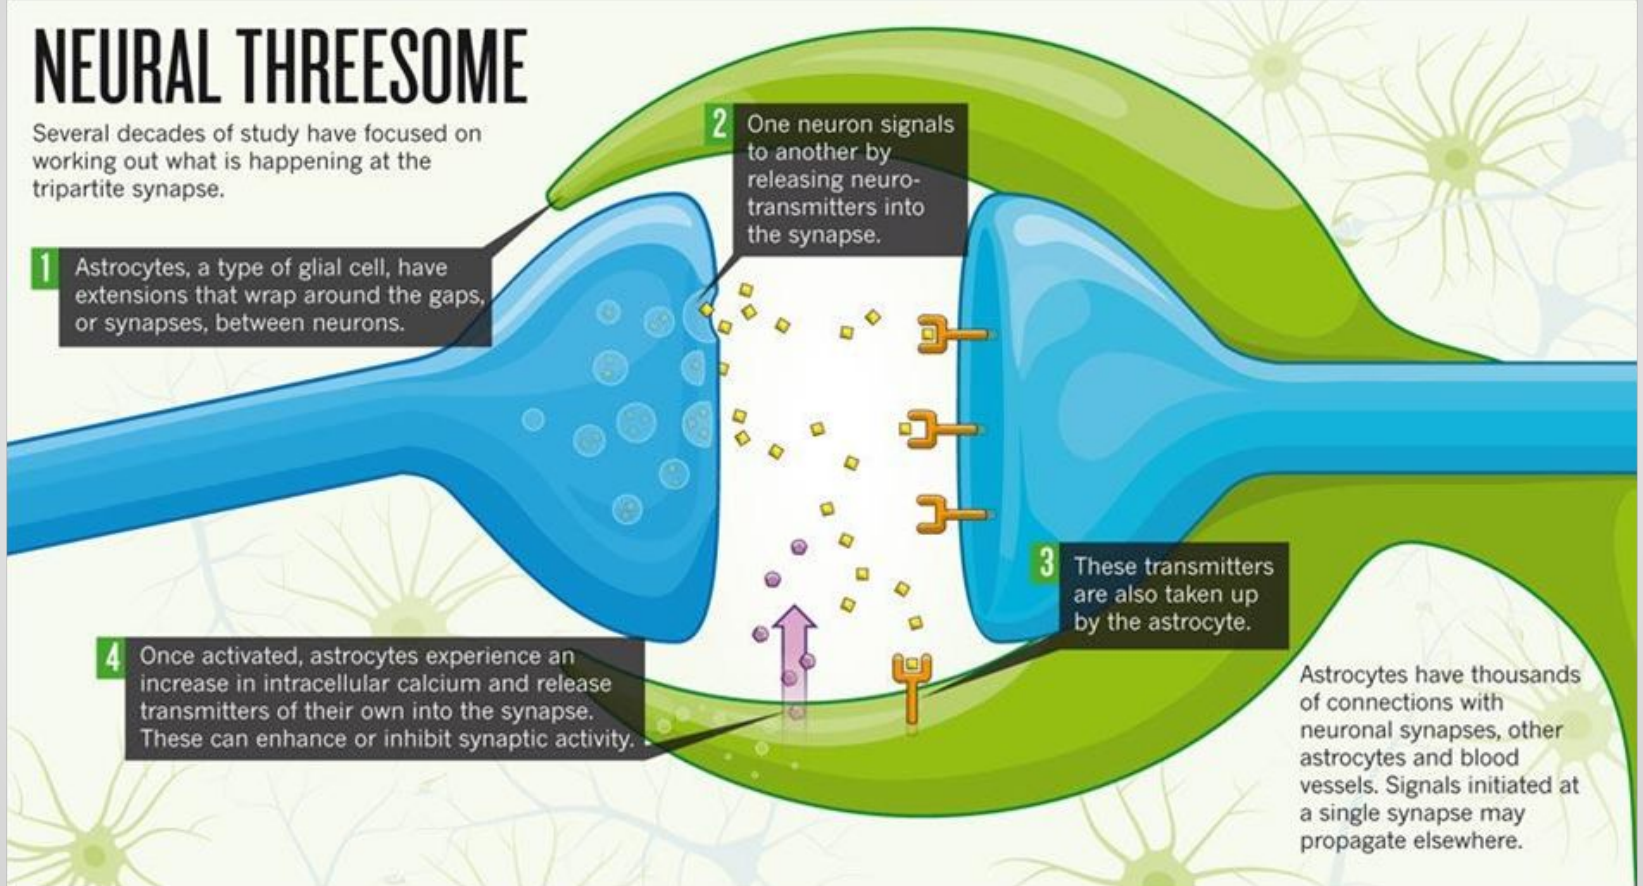 NEURAL THREESOME
Several decades of study have focused on
working out what is happening at the
tripartite synapse.
1
Astrocytes, a type of glial cell, have
extensions that wrap around the gaps,
or synapses, between neurons.
2
One neuron signals
to another by
releasing neuro-
transmitters into
the synapse.
3
These transmitters
are also taken up
by the astrocyte.
4
Once activated, astrocytes experience an
increase in intracellular calcium and release
transmitters of their own into the synapse.
These can enhance or inhibit synaptic activity.
Astrocytes have thousands
of connections with
neuronal synapses, other
astrocytes and blood
vessels. Signals initiated at
a single synapse may
propagate elsewhere.